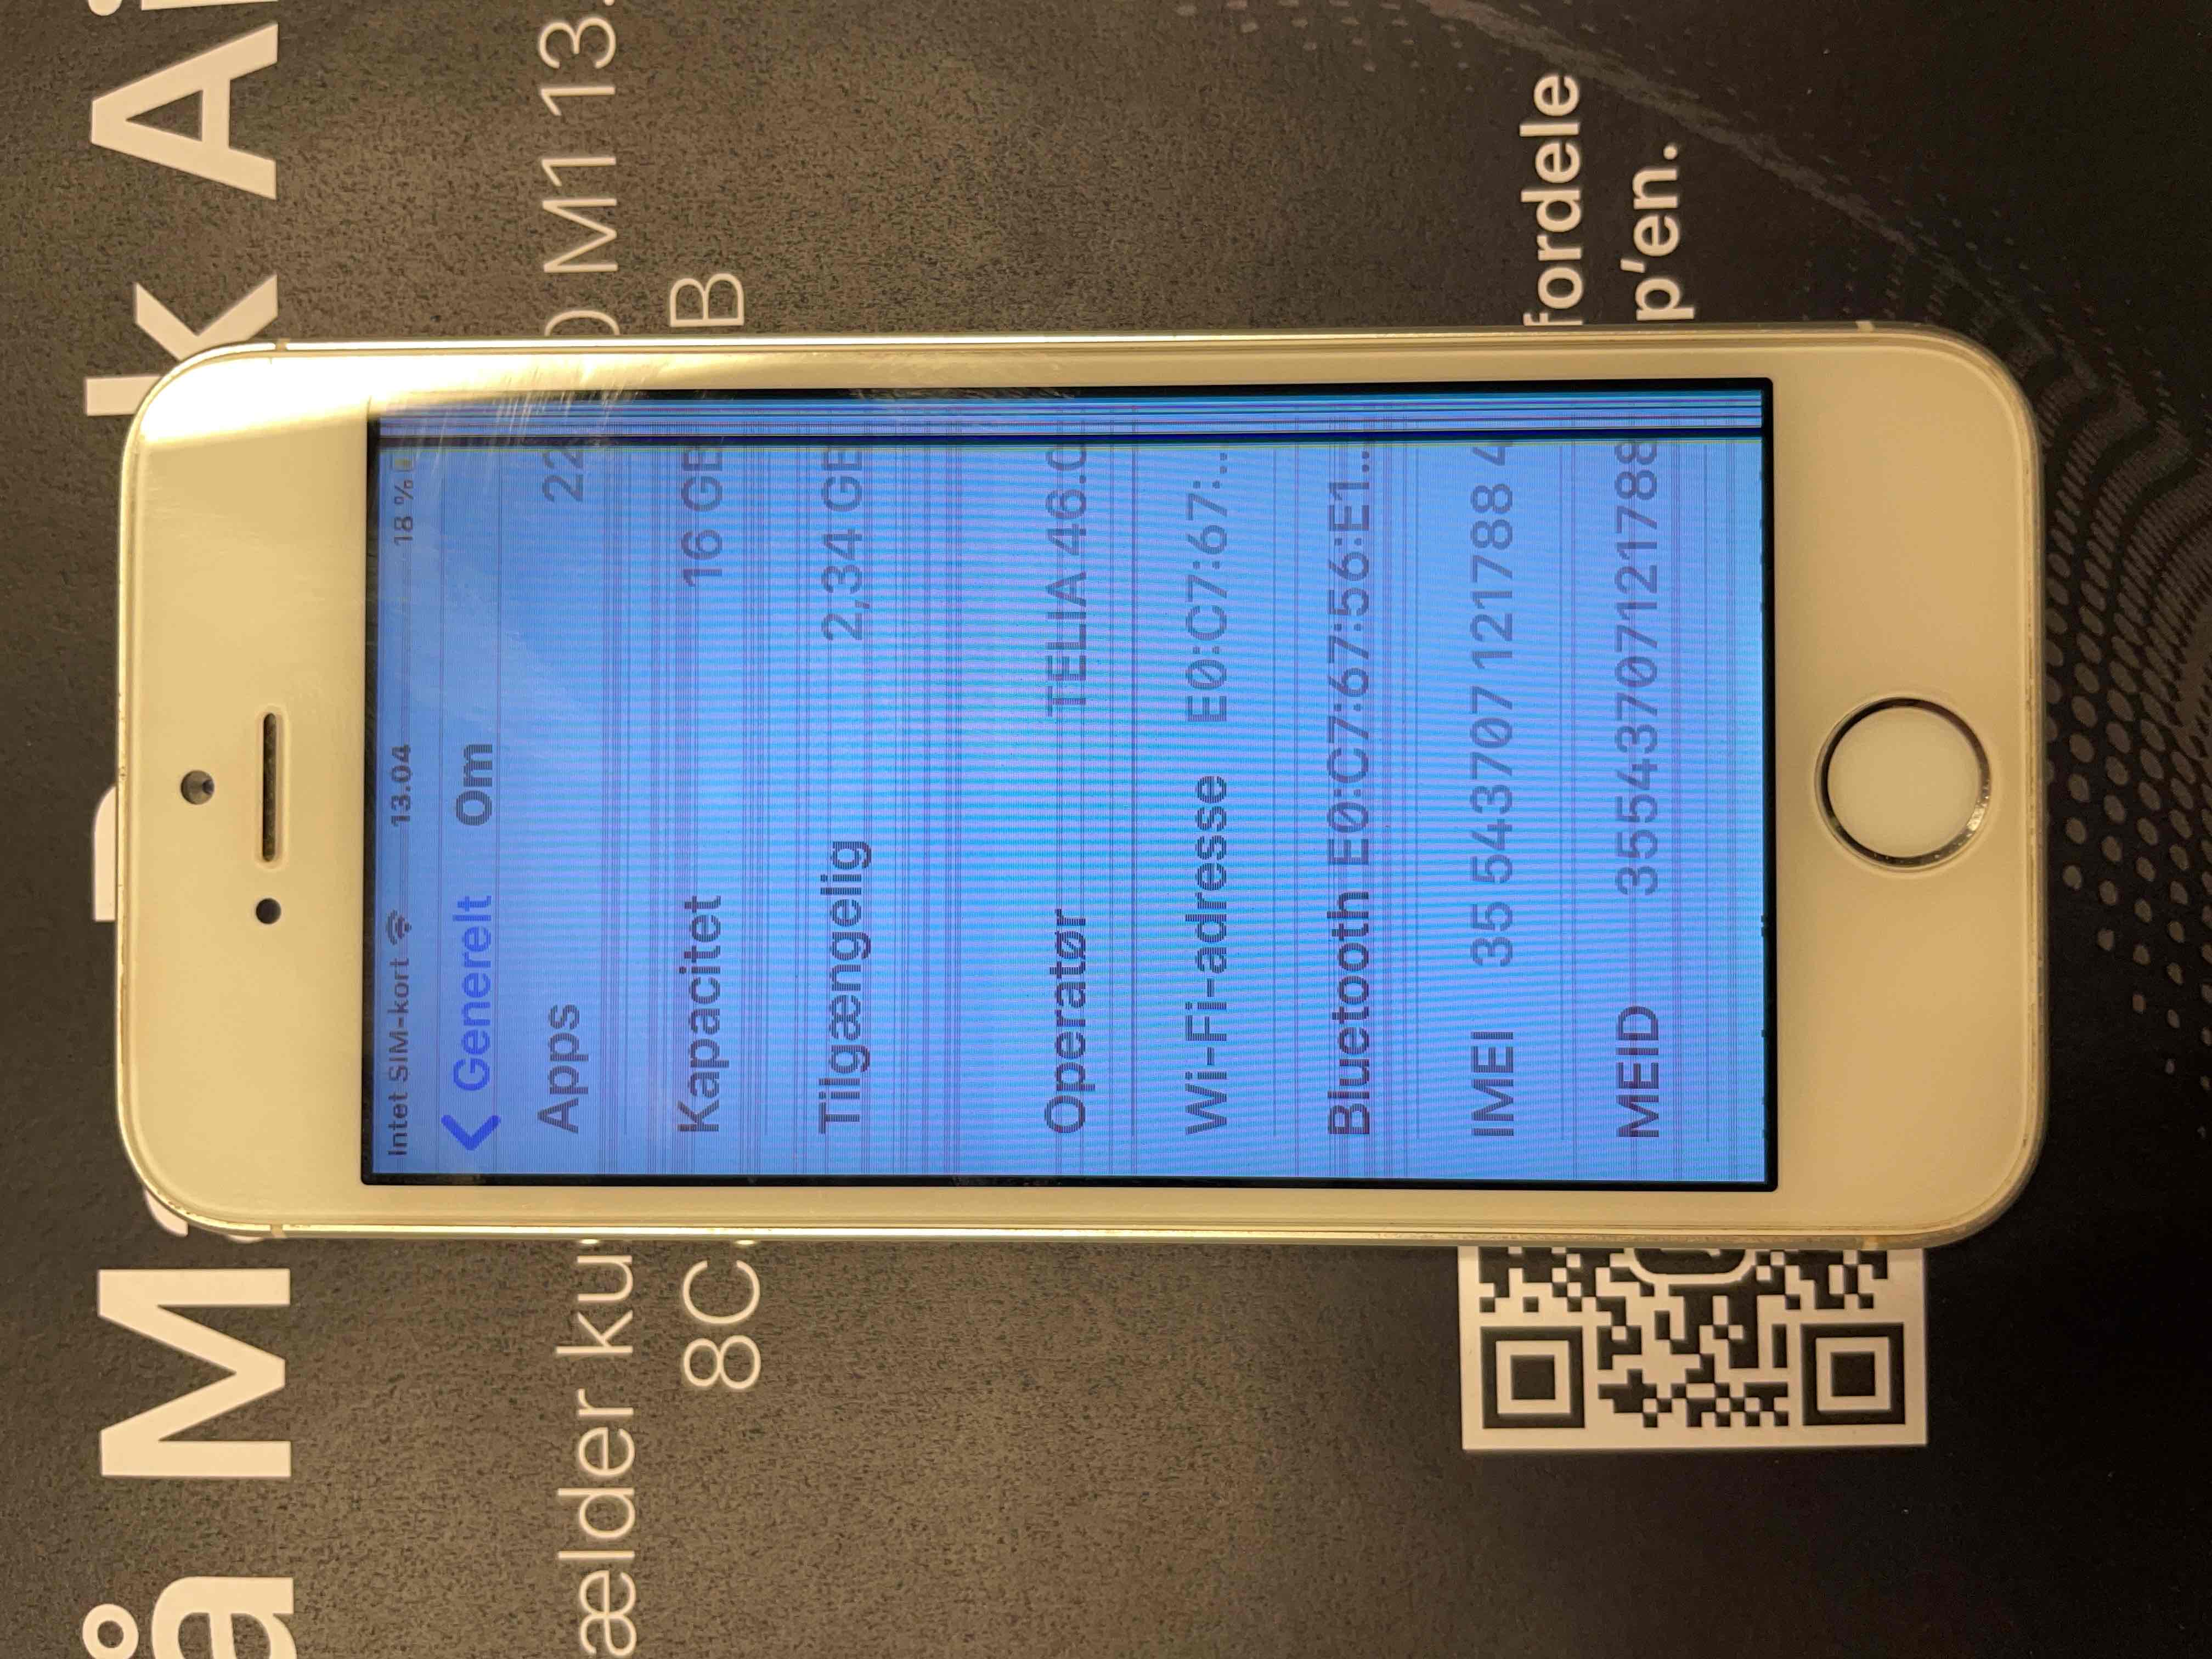 å M k Ai
Intet SIM-kort 13.04 18 %
Generelt Om
Apps 22
ælder ku M1 13.
Kapacitet 16 GB
8C B
Tilgængelig 2,34 GB
Operatør TELIA 46.0
Wi-Fi-adresse E0:C7:67:...
Bluetooth E0:C7:67:56:E1...
IMEI 35 543707 121788 4
fordele
MEID 35543707121788
p'en.